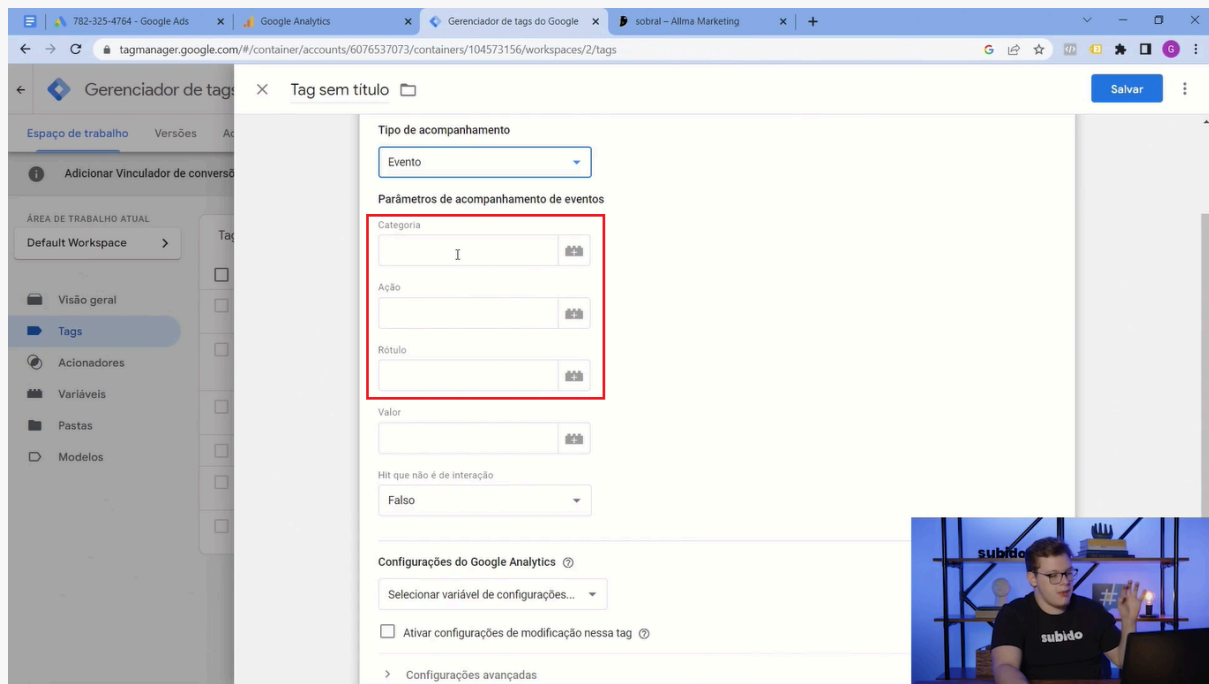 782-325-4764 - Google Ads
Google Analytics
Gerenciador de tags do Google
sobral – Allma Marketing
tagmanager.google.com/#/container/accounts/6076537073/containers/104573156/workspaces/2/tags
G
Gerenciador de tags
Tag sem título
Salvar
Espaço de trabalho
Versões
Ad
Adicionar Vinculador de conversõ
ÁREA DE TRABALHO ATUAL
Default Workspace
Tag
Visão geral
Tags
Acionadores
Variáveis
Pastas
Modelos
Tipo de acompanhamento
Evento
Parâmetros de acompanhamento de eventos
Categoria
Ação
Rótulo
Valor
Hit que não é de interação
Falso
Configurações do Google Analytics
Selecionar variável de configurações...
Ativar configurações de modificação nessa tag
Configurações avançadas
subido
#
subido